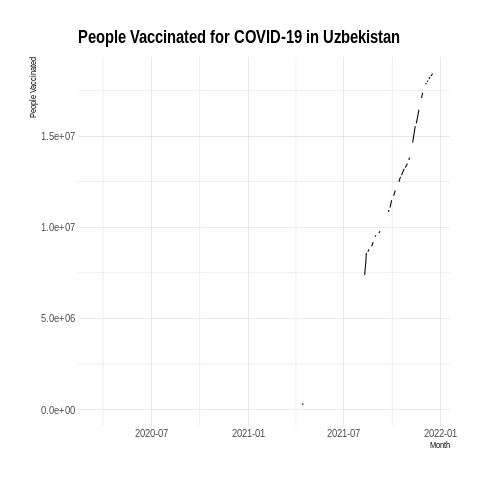 People Vaccinated for COVID-19 in Uzbekistan
People Vaccinated
1.5e+07
1.0e+07
5.0e+06
0.0e+00
2020-07
2021-01
2021-07
2022-01
Month